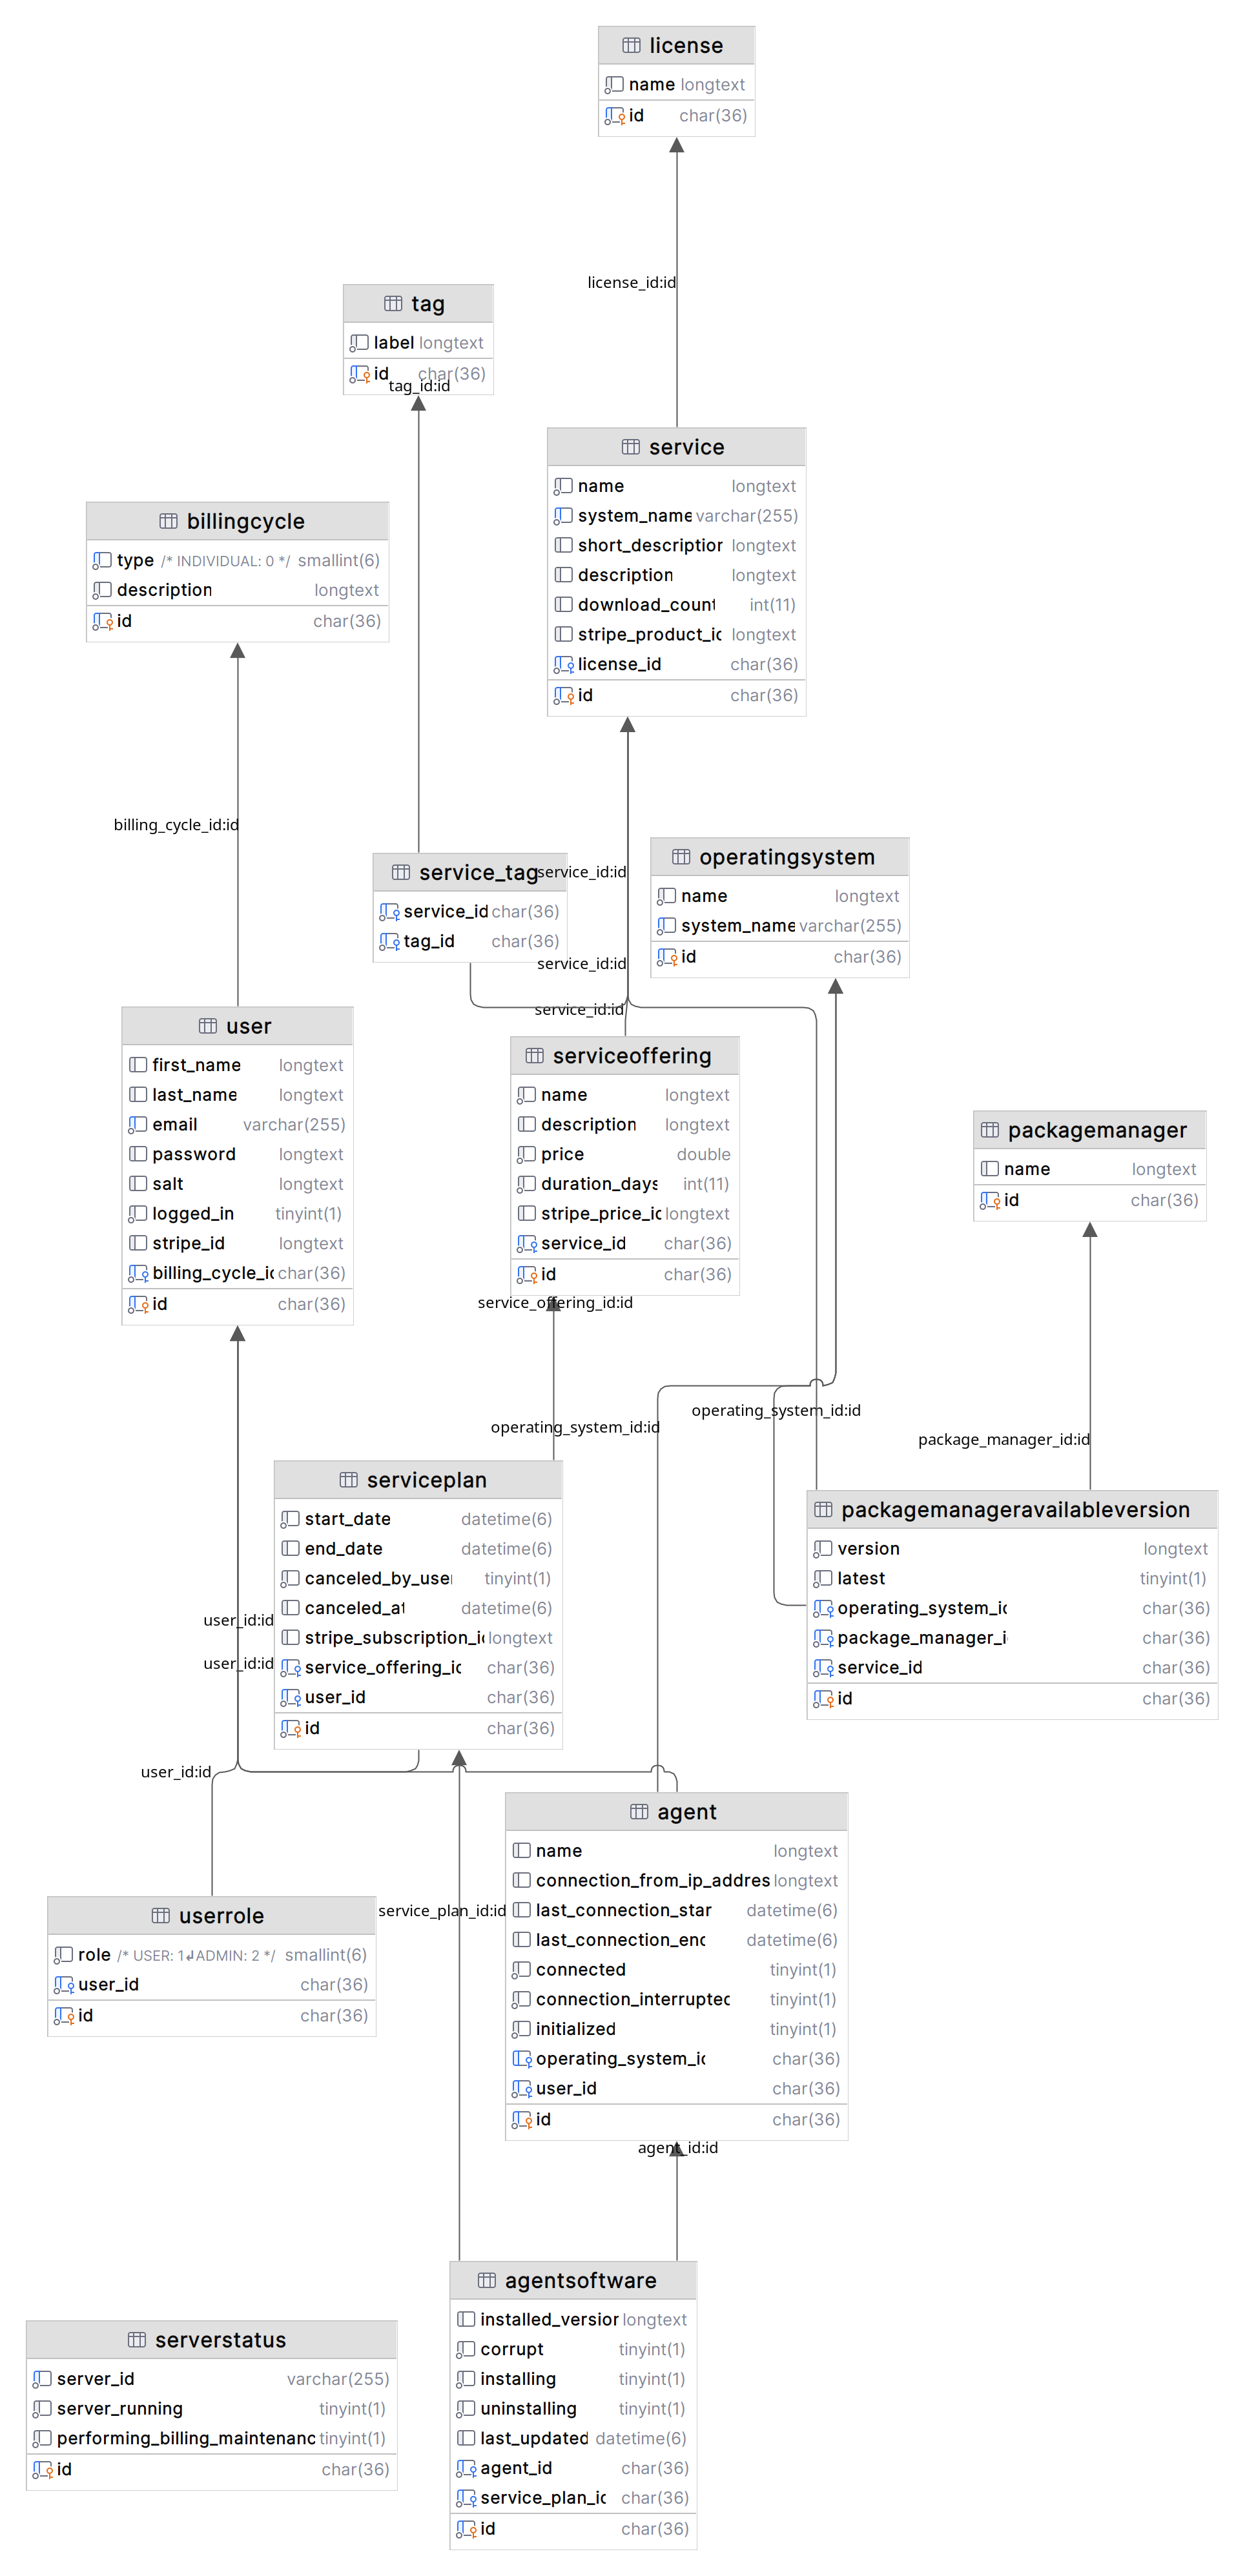 license
name longtext
id char(36)
license_id:id
tag
label longtext
id char(36)
tag_id:id
service
name longtext
system_name varchar(255)
short_description longtext
description longtext
download_count int(11)
stripe_product_ic longtext
license_id char(36)
id char(36)
billingcycle
type /* INDIVIDUAL: 0 */ smallint(6)
description longtext
id char(36)
billing_cycle_id:id
service_tag
service_id char(36)
tag_id char(36)
service_id:id
service_id:id
service_id:id
operatingsystem
name longtext
system_name varchar(255)
id char(36)
user
first_name longtext
last_name longtext
email varchar(255)
password longtext
salt longtext
logged_in tinyint(1)
stripe_id longtext
billing_cycle_ic char(36)
id char(36)
serviceoffering
name longtext
description longtext
price double
duration_days int(11)
stripe_price_ic longtext
service_id char(36)
id char(36)
service_offering_id:id
packagemanager
name longtext
id char(36)
operating_system_id:id
operating_system_id:id
package_manager_id:id
serviceplan
start_date datetime(6)
end_date datetime(6)
canceled_by_user tinyint(1)
canceled_at datetime(6)
stripe_subscription_ic longtext
service_offering_ic char(36)
user_id char(36)
id char(36)
packagemanageravailableversion
version longtext
latest tinyint(1)
operating_system_ic char(36)
package_manager_i char(36)
service_id char(36)
id char(36)
user_id:id
user_id:id
user_id:id
agent
name longtext
connection_from_ip_addres longtext
last_connection_star datetime(6)
last_connection_enc datetime(6)
connected tinyint(1)
connection_interruptec tinyint(1)
initialized tinyint(1)
operating_system_ic char(36)
user_id char(36)
id char(36)
userrole
role /* USER: 1↲ADMIN: 2 */ smallint(6)
user_id char(36)
id char(36)
service_plan_id:id
agent_id:id
agentsoftware
installed_versior longtext
corrupt tinyint(1)
installing tinyint(1)
uninstalling tinyint(1)
last_updated datetime(6)
agent_id char(36)
service_plan_ic char(36)
id char(36)
serverstatus
server_id varchar(255)
server_running tinyint(1)
performing_billing_maintenanc tinyint(1)
id char(36)